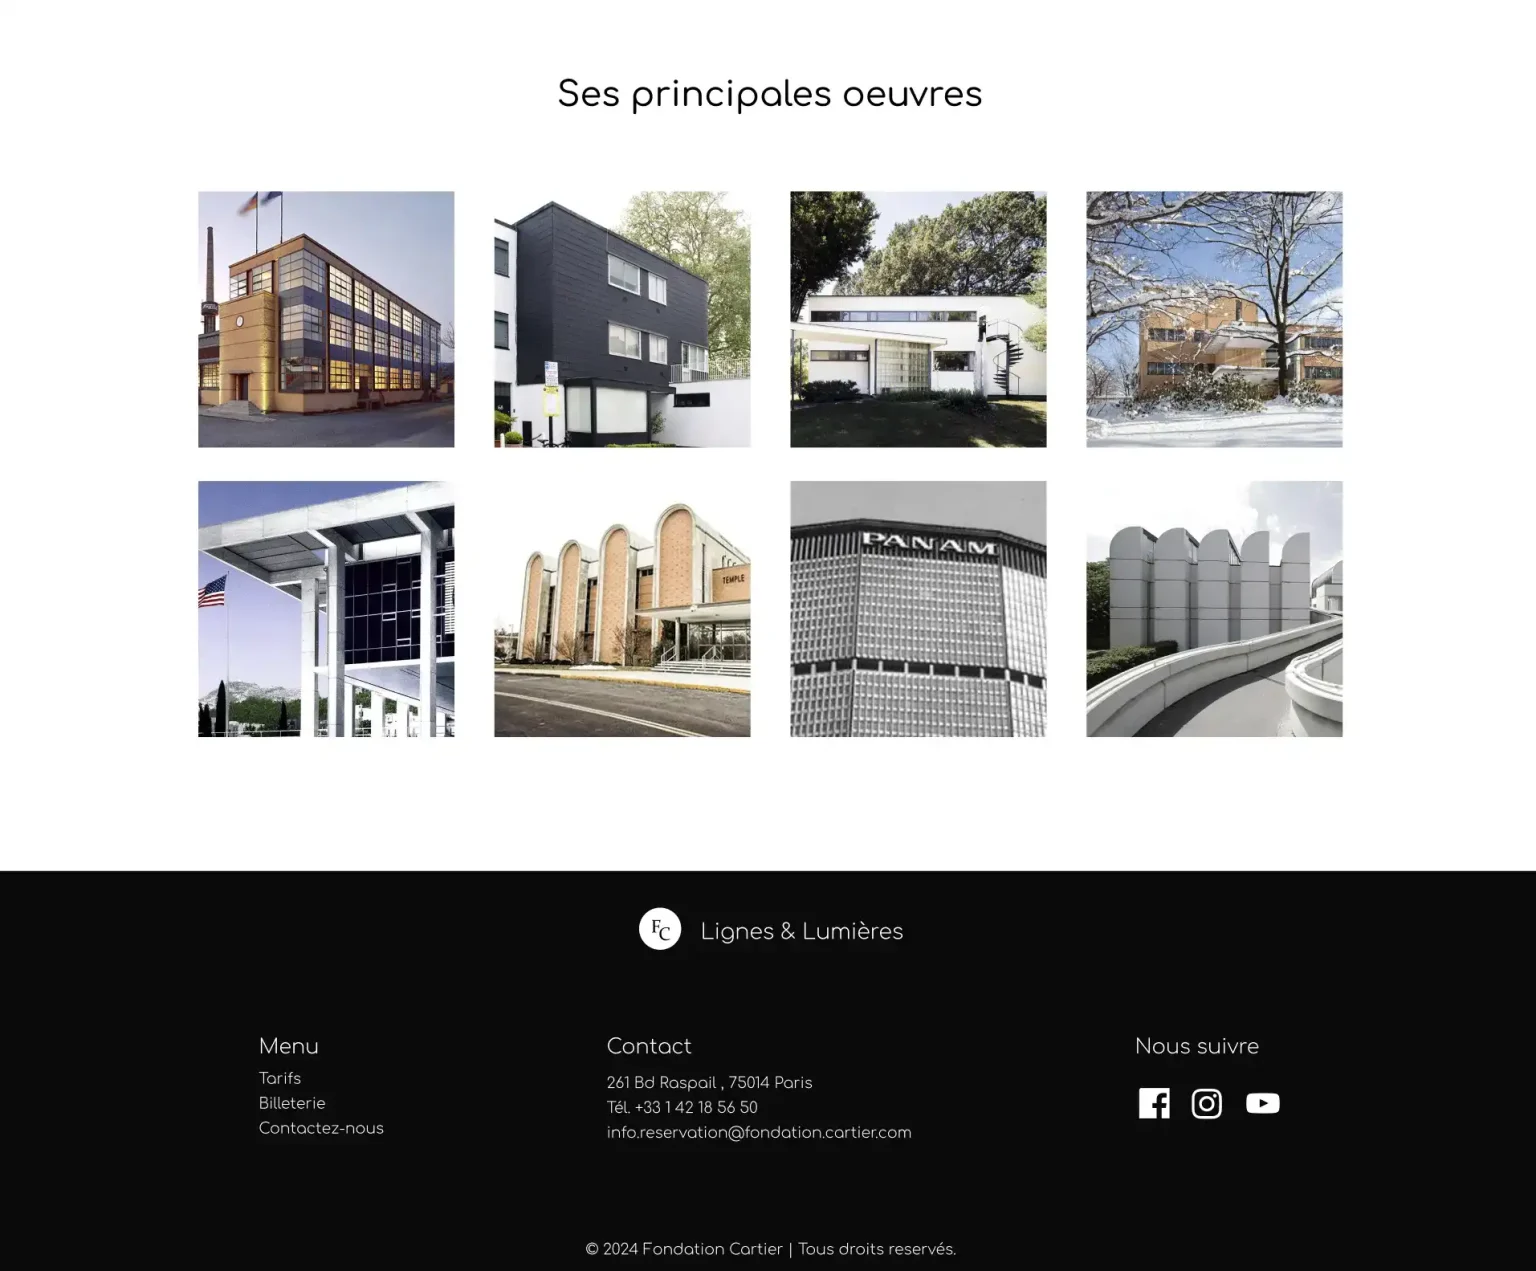 Ses principales oeuvres
TEMPLE
PANAM
FC
Lignes & Lumières
Menu
Tarifs
Billeterie
Contactez-nous
Contact
261 Bd Raspail , 75014 Paris
Tél. +33 1 42 18 56 50
info.reservation@fondation.cartier.com
Nous suivre
© 2024 Fondation Cartier | Tous droits reservés.